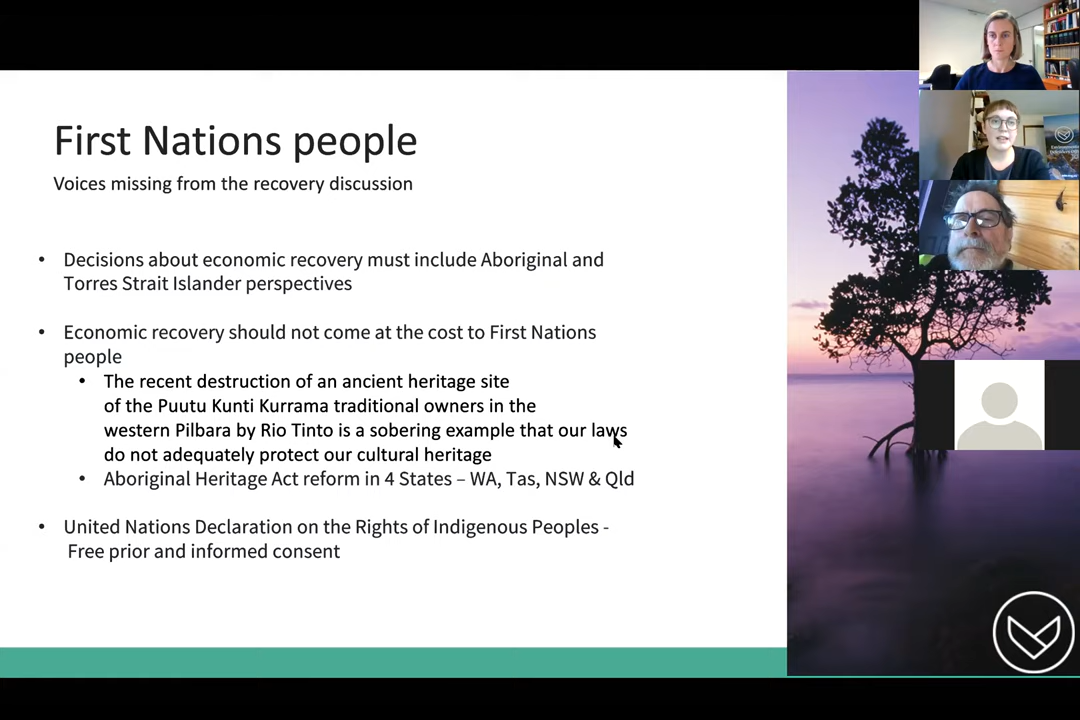 First Nations people
Voices missing from the recovery discussion
• Decisions about economic recovery must include Aboriginal and
Torres Strait Islander perspectives
• Economic recovery should not come at the cost to First Nations
people
• The recent destruction of an ancient heritage site
of the Puutu Kunti Kurrama traditional owners in the
western Pilbara by Rio Tinto is a sobering example that our laws
do not adequately protect our cultural heritage
• Aboriginal Heritage Act reform in 4 States – WA, Tas, NSW & Qld
• United Nations Declaration on the Rights of Indigenous Peoples -
Free prior and informed consent